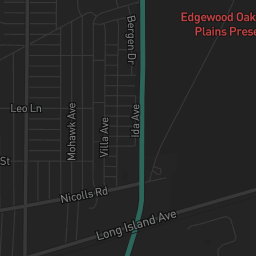 Edgewood Oak
Plains Prese
Bergen Dr
Leo Ln
Mohawk Ave
Villa Ave
Ida Ave
St
Nicolls Rd
Long Island Ave